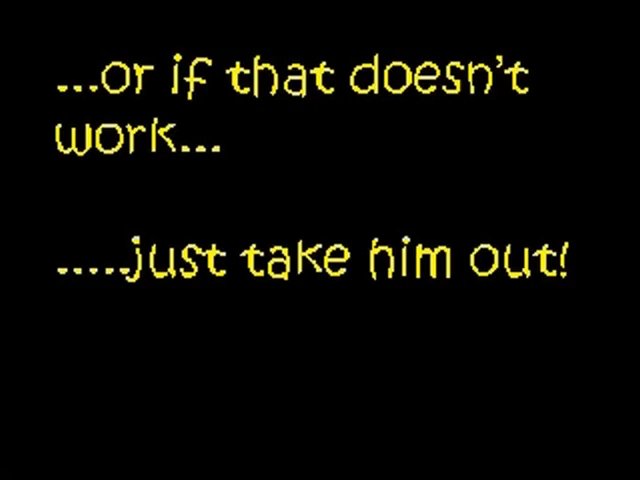 ...or if that doesn't
work...
.....just take him out!